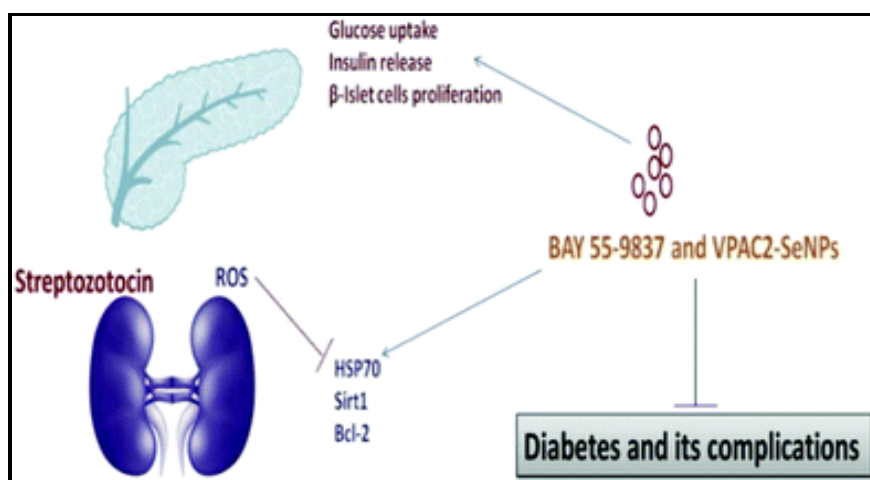 Glucose uptake
Insulin release
β-Islet cells proliferation
BAY 55-9837 and VPAC2-SeNPs
Streptozotocin
ROS
HSP70
Sirt1
Bcl-2
Diabetes and its complications